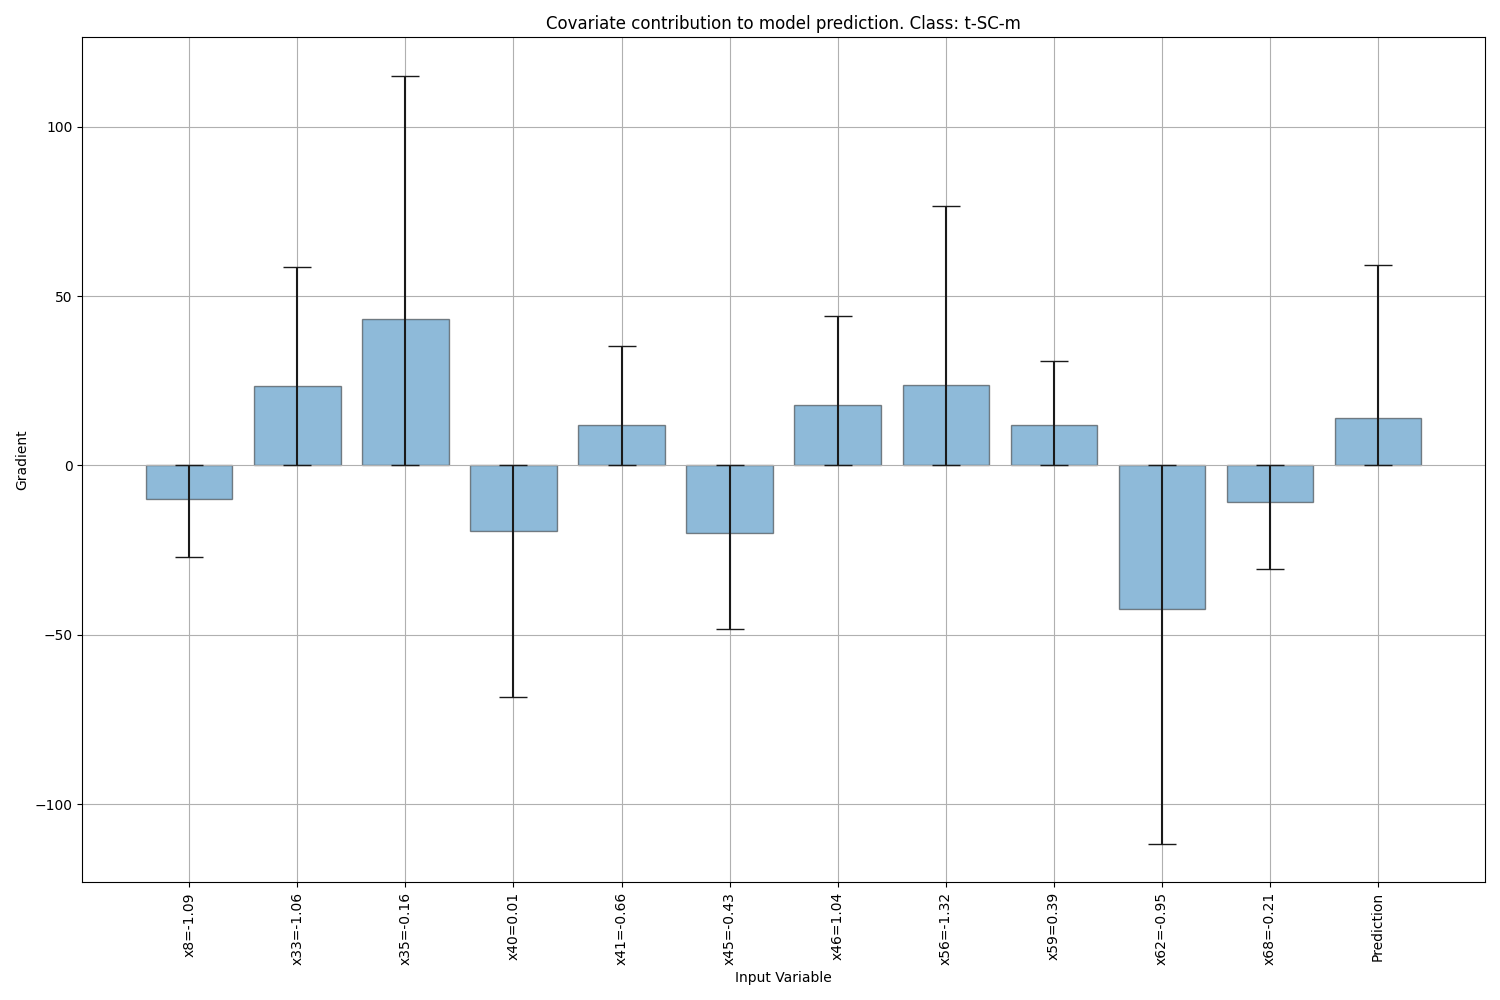 Covariate contribution to model prediction. Class: t-SC-m
Gradient
100
50
0
−50
−100
x8=-1.09
x33=-1.06
x35=-0.16
x40=0.01
x41=-0.66
x45=-0.43
x46=1.04
x56=-1.32
x59=0.39
x62=-0.95
x68=-0.21
Prediction
Input Variable